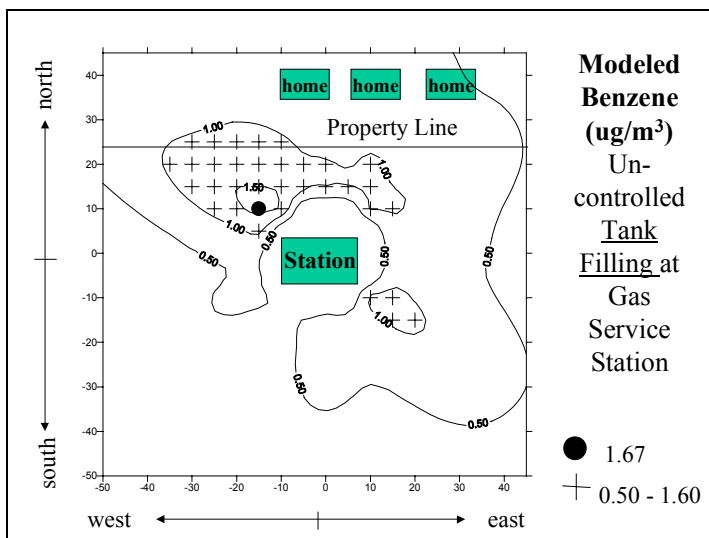 north
south
40
30
20
10
0
-10
-20
-30
-40
-50
home home home
Property Line
1.00
1.00
1.50
1.00
0.50
0.50
Station
0.50
0.50
1.00
0.50
0.50
-50 -40 -30 -20 -10 0 10 20 30 40
west east
Modeled
Benzene
(ug/m³)
Un-
controlled
Tank
Filling at
Gas
Service
Station
1.67
0.50 - 1.60